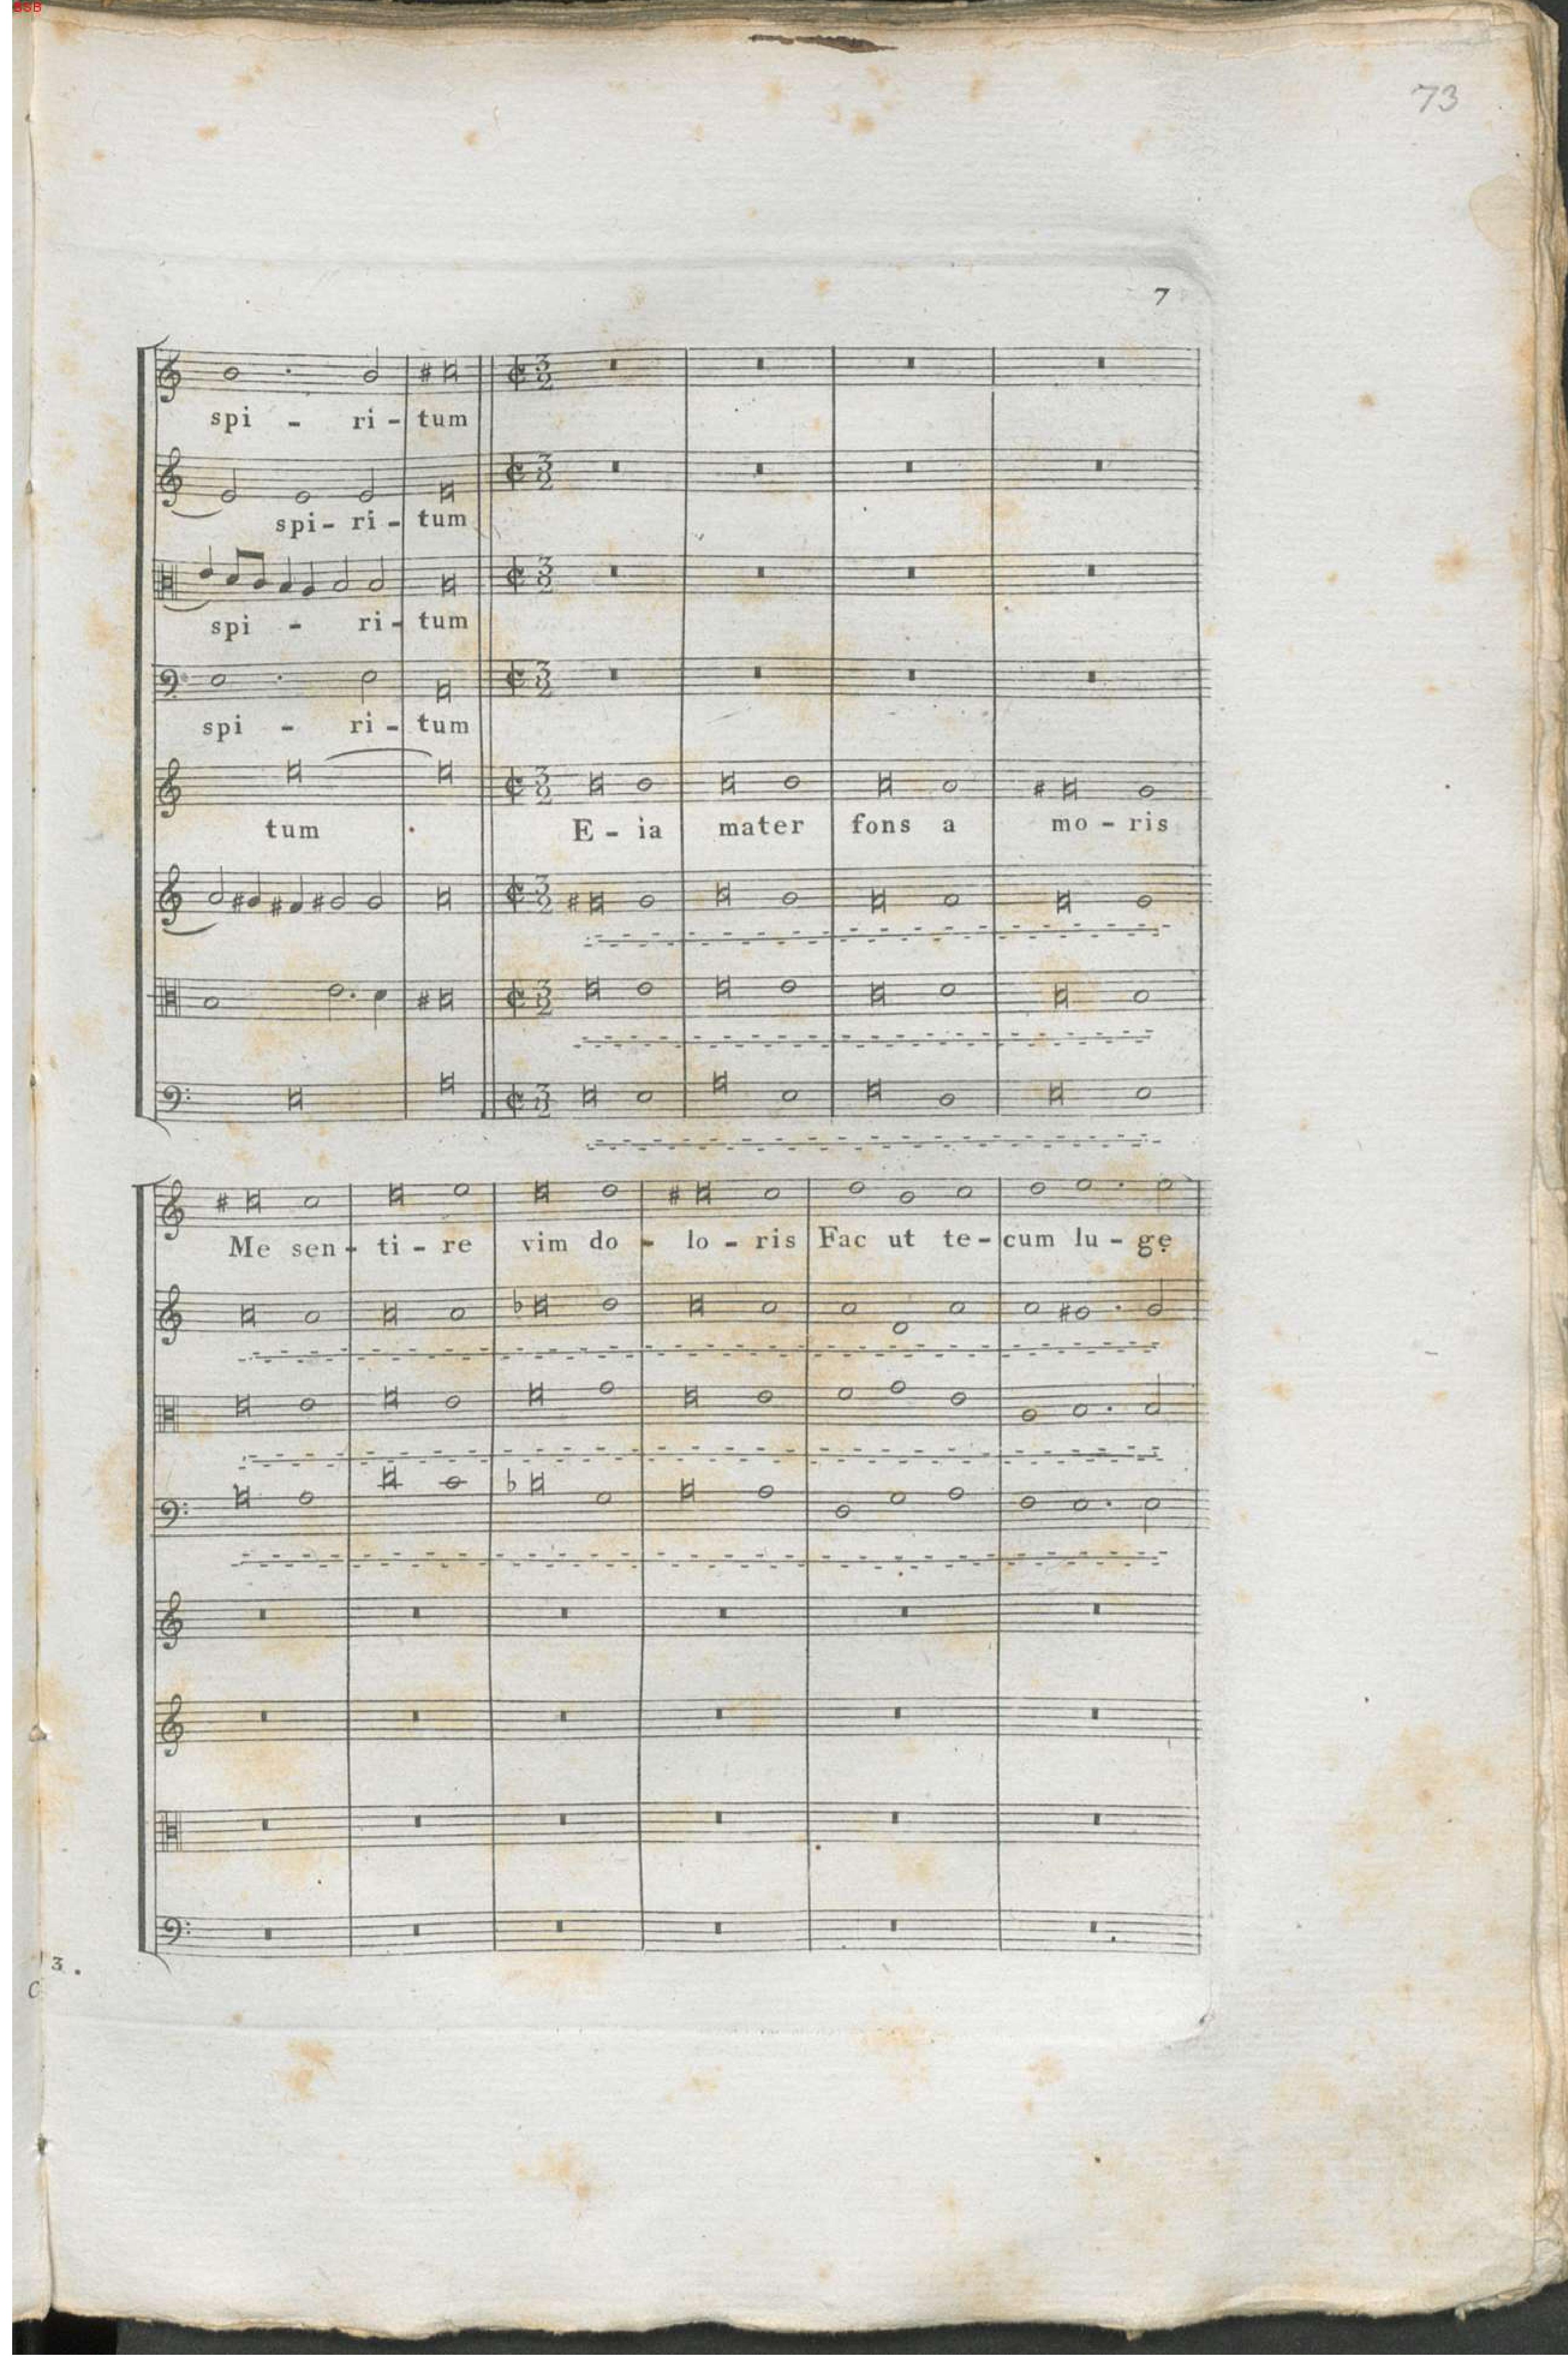 BSB
73
7
spi - ri - tum
spi - ri - tum
spi - ri - tum
spi - ri - tum
tum E - ia mater fons a mo - ris
Me sen - ti - re vim do - lo - ris Fac ut te - cum lu - ge
3.
C